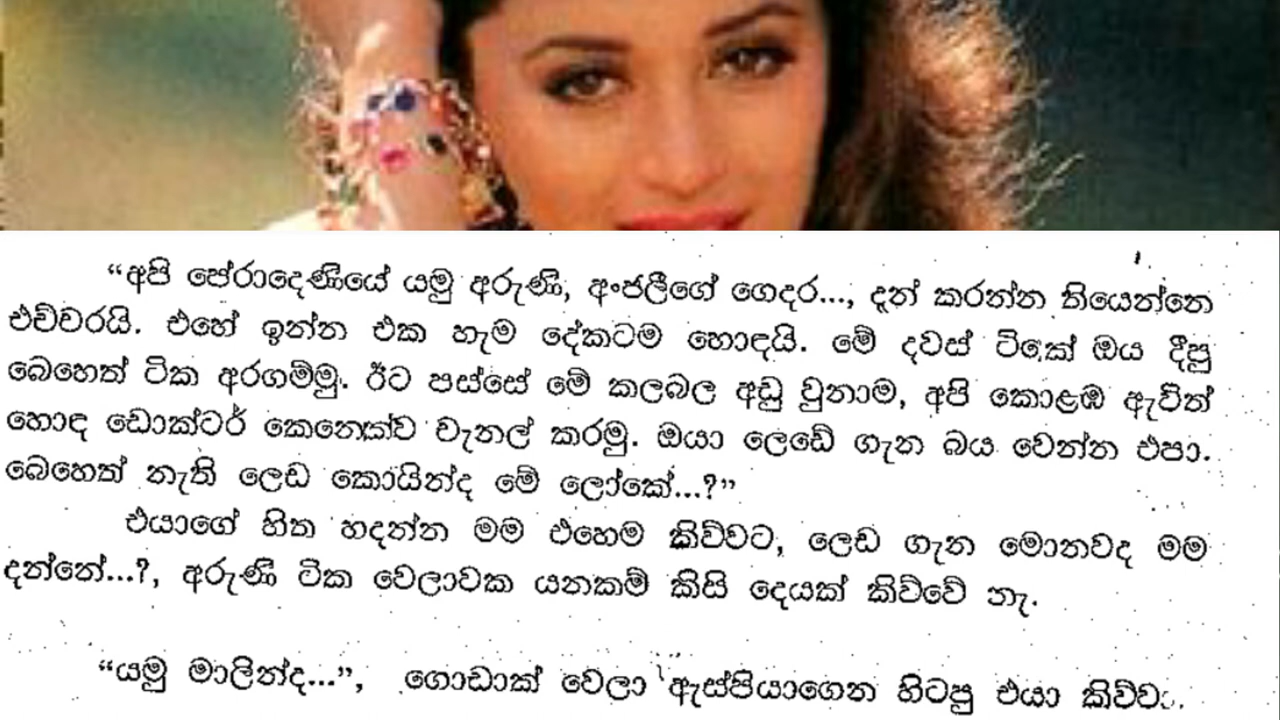 “අපි පේරාදෙණියේ යමු අරුණි, අංජලීගේ ගෙදර..., දැන් කරන්න තියෙන්නෙ
එච්චරයි. එහේ ඉන්න එක හැම දේකටම හොඳයි. මේ දවස් ටිකේ ඔය දීපු
බෙහෙත් ටික අරගම්මු. ඊට පස්සේ මේ කලබල අඩු වුනාම, අපි කොළඹ ඇවිත්
හොඳ ඩොක්ටර් කෙනෙක්ව චැනල් කරමු. ඔයා ලෙඩේ ගැන බය වෙන්න එපා.
බෙහෙත් නැති ලෙඩ කොයින්ද මේ ලෝකේ...?”
එයාගේ හිත හදන්න මම එහෙම කිව්වට, ලෙඩ ගැන මොනවද මම
දන්නේ...?, අරුණි ටික වෙලාවක යනකම් කිසි දෙයක් කිව්වේ නැ.
“යමු මාලින්ද...”, ගොඩාක් වෙලා ඇස්පියාගෙන හිටපු එයා කිව්ව.